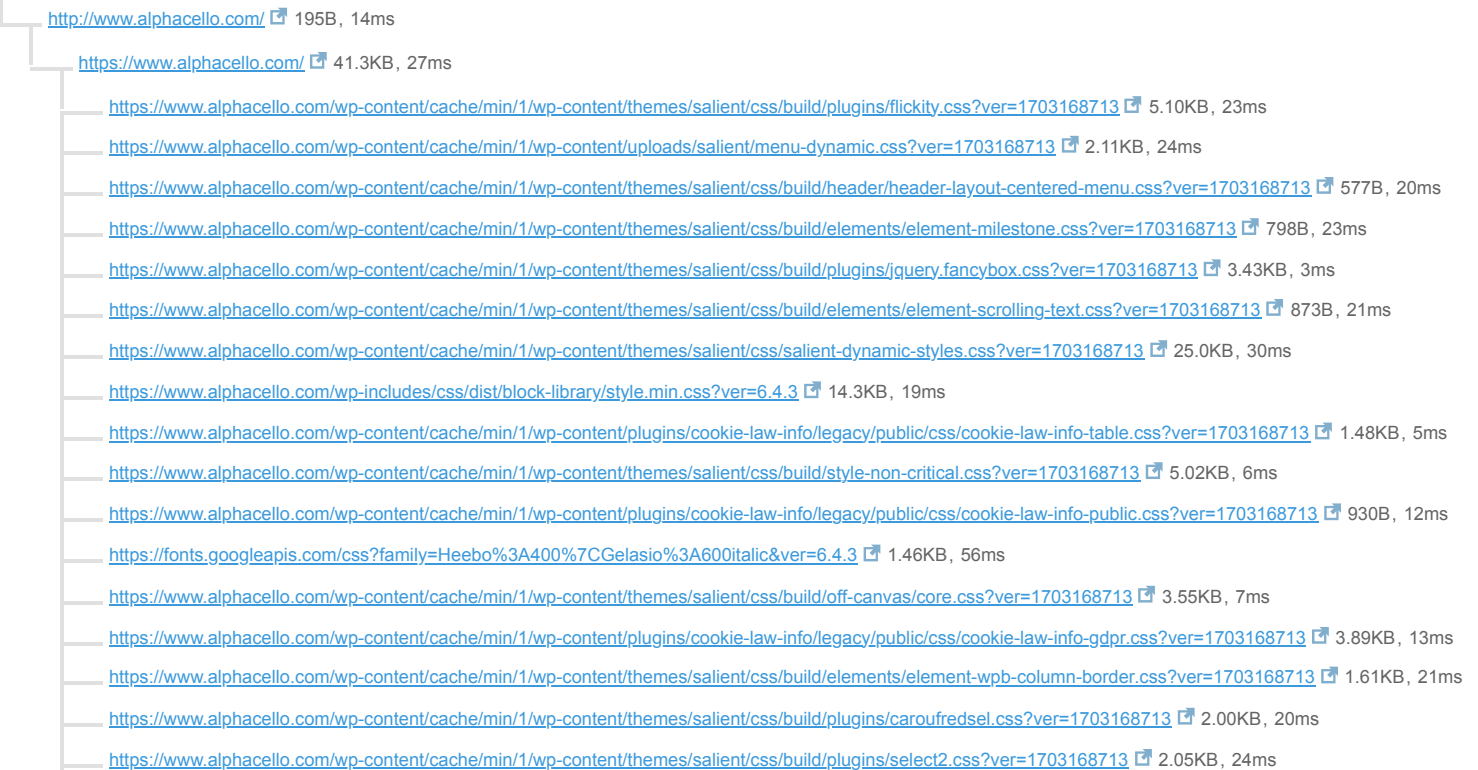 http://www.alphacello.com/ 195B, 14ms
https://www.alphacello.com/ 41.3KB, 27ms
https://www.alphacello.com/wp-content/cache/min/1/wp-content/themes/salient/css/build/plugins/flickity.css?ver=1703168713 5.10KB, 23ms
https://www.alphacello.com/wp-content/cache/min/1/wp-content/uploads/salient/menu-dynamic.css?ver=1703168713 2.11KB, 24ms
https://www.alphacello.com/wp-content/cache/min/1/wp-content/themes/salient/css/build/header/header-layout-centered-menu.css?ver=1703168713 577B, 20ms
https://www.alphacello.com/wp-content/cache/min/1/wp-content/themes/salient/css/build/elements/element-milestone.css?ver=1703168713 798B, 23ms
https://www.alphacello.com/wp-content/cache/min/1/wp-content/themes/salient/css/build/plugins/jquery.fancybox.css?ver=1703168713 3.43KB, 3ms
https://www.alphacello.com/wp-content/cache/min/1/wp-content/themes/salient/css/build/elements/element-scrolling-text.css?ver=1703168713 873B, 21ms
https://www.alphacello.com/wp-content/cache/min/1/wp-content/themes/salient/css/salient-dynamic-styles.css?ver=1703168713 25.0KB, 30ms
https://www.alphacello.com/wp-includes/css/dist/block-library/style.min.css?ver=6.4.3 14.3KB, 19ms
https://www.alphacello.com/wp-content/cache/min/1/wp-content/plugins/cookie-law-info/legacy/public/css/cookie-law-info-table.css?ver=1703168713 1.48KB, 5ms
https://www.alphacello.com/wp-content/cache/min/1/wp-content/themes/salient/css/build/style-non-critical.css?ver=1703168713 5.02KB, 6ms
https://www.alphacello.com/wp-content/cache/min/1/wp-content/plugins/cookie-law-info/legacy/public/css/cookie-law-info-public.css?ver=1703168713 930B, 12ms
https://fonts.googleapis.com/css?family=Heebo%3A400%7CGelasio%3A600italic&ver=6.4.3 1.46KB, 56ms
https://www.alphacello.com/wp-content/cache/min/1/wp-content/themes/salient/css/build/off-canvas/core.css?ver=1703168713 3.55KB, 7ms
https://www.alphacello.com/wp-content/cache/min/1/wp-content/plugins/cookie-law-info/legacy/public/css/cookie-law-info-gdpr.css?ver=1703168713 3.89KB, 13ms
https://www.alphacello.com/wp-content/cache/min/1/wp-content/themes/salient/css/build/elements/element-wpb-column-border.css?ver=1703168713 1.61KB, 21ms
https://www.alphacello.com/wp-content/cache/min/1/wp-content/themes/salient/css/build/plugins/caroufredsel.css?ver=1703168713 2.00KB, 20ms
https://www.alphacello.com/wp-content/cache/min/1/wp-content/themes/salient/css/build/plugins/select2.css?ver=1703168713 2.05KB, 24ms